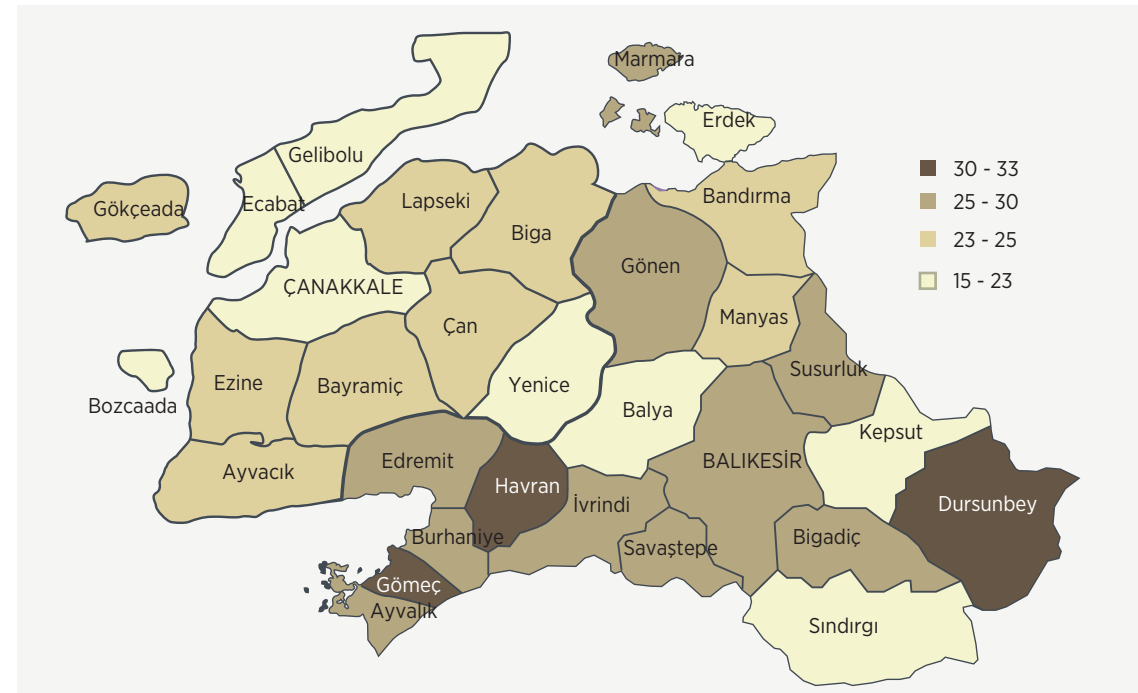 Marmara
Erdek
Gelibolu
Ecabat
Gökçeada
Lapseki
Bandırma
Biga
Gönen
ÇANAKKALE
Çan
Manyas
Susurluk
Ezine
Bayramiç
Yenice
Bozcaada
Balya
Kepsut
Ayvacık
Edremit
BALIKESİR
Havran
İvrindi
Dursunbey
Burhaniye
Savaştepe
Bigadiç
Gömeç
Ayvalık
Sındırgı
30 - 33
25 - 30
23 - 25
15 - 23